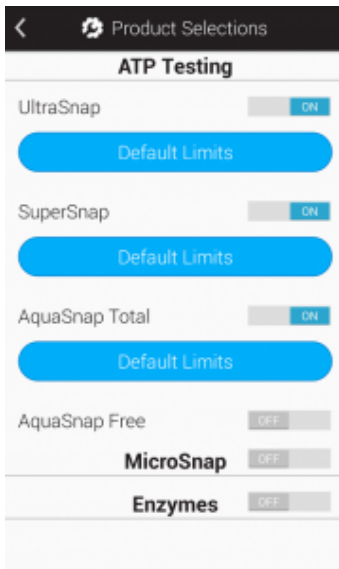 Product Selections
ATP Testing
UltraSnap ON
Default Limits
SuperSnap ON
Default Limits
AquaSnap Total ON
Default Limits
AquaSnap Free OFF
MicroSnap OFF
Enzymes OFF